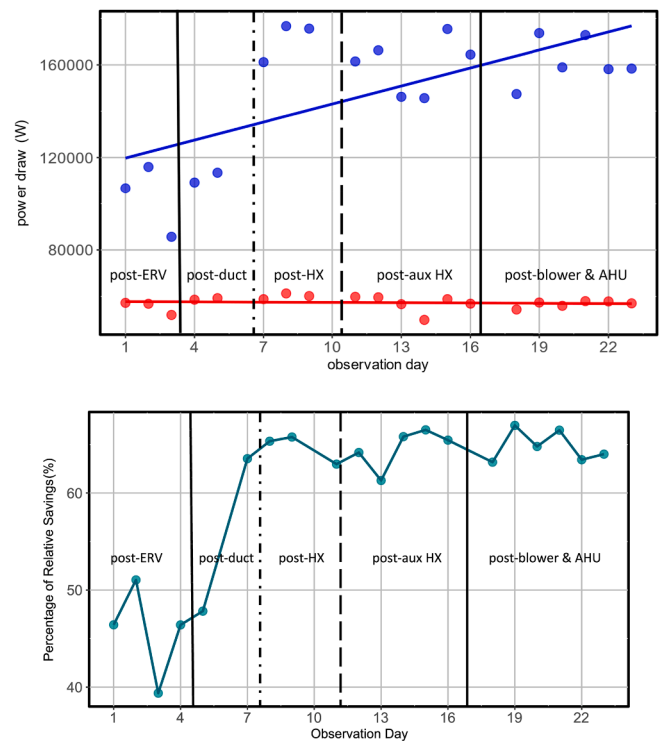 160000
120000
80000
power draw (W)
post-ERV
post-duct
post-HX
post-aux HX
post-blower & AHU
1 4 7 10 13 16 19 22
observation day
60
50
40
Percentage of Relative Savings(%)
post-ERV
post-duct
post-HX
post-aux HX
post-blower & AHU
1 4 7 10 13 16 19 22
Observation Day